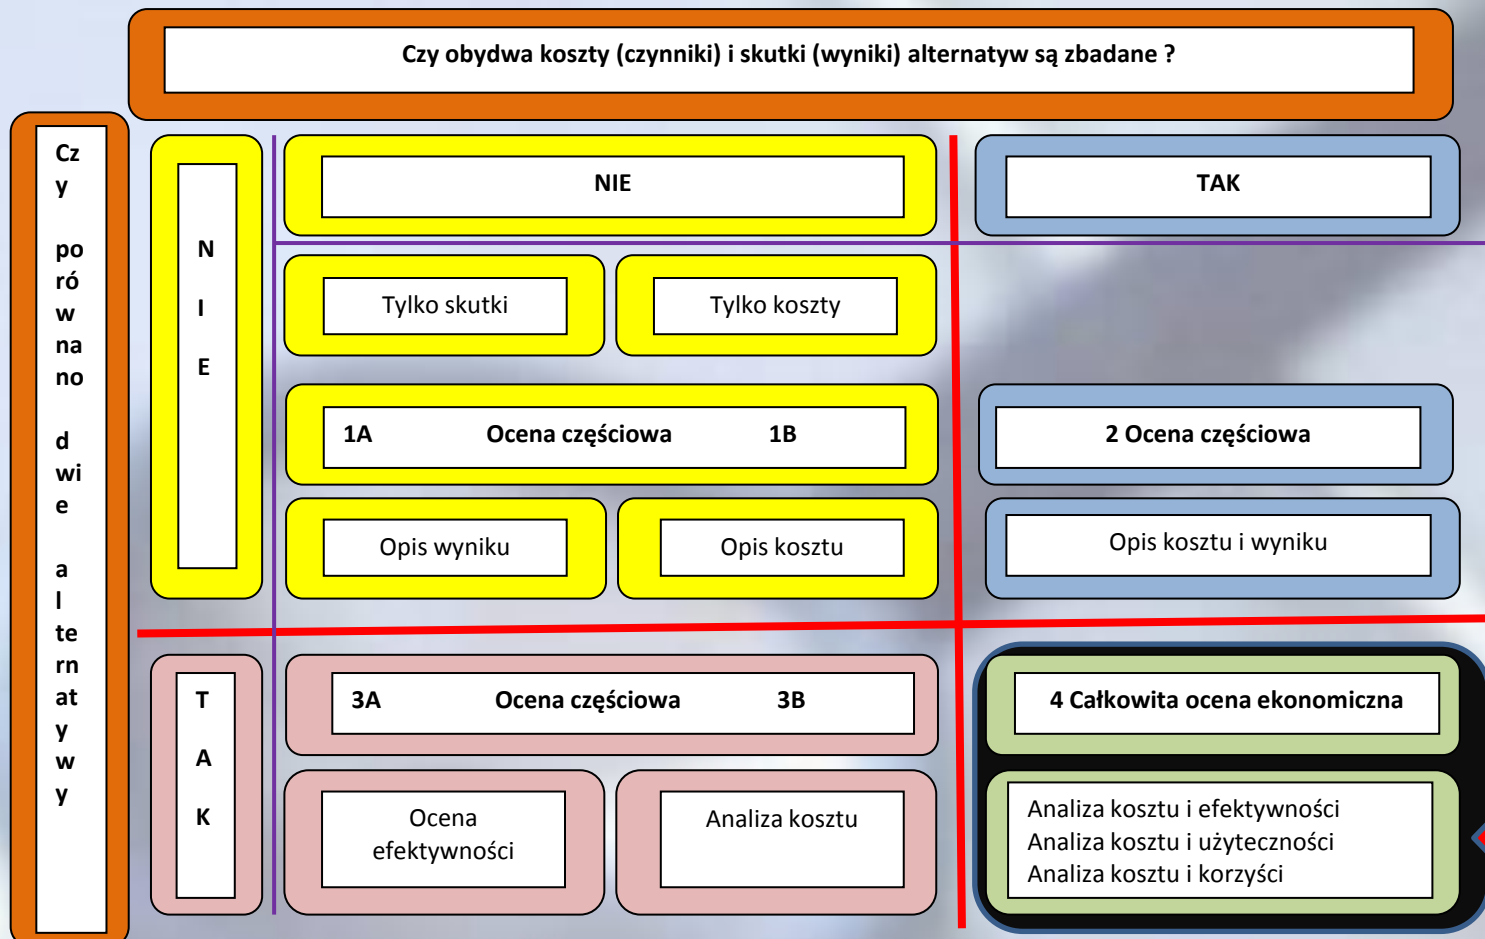 Czy obydwa koszty (czynniki) i skutki (wyniki) alternatyw są zbadane ?
Cz
y
po
ró
w
na
no
d
wi
e
a
l
te
rn
at
y
w
y
N
I
E
NIE
TAK
Tylko skutki
Tylko koszty
1A Ocena częściowa 1B
2 Ocena częściowa
Opis wyniku
Opis kosztu
Opis kosztu i wyniku
T
A
K
3A Ocena częściowa 3B
4 Całkowita ocena ekonomiczna
Ocena
efektywności
Analiza kosztu
Analiza kosztu i efektywności
Analiza kosztu i użyteczności
Analiza kosztu i korzyści